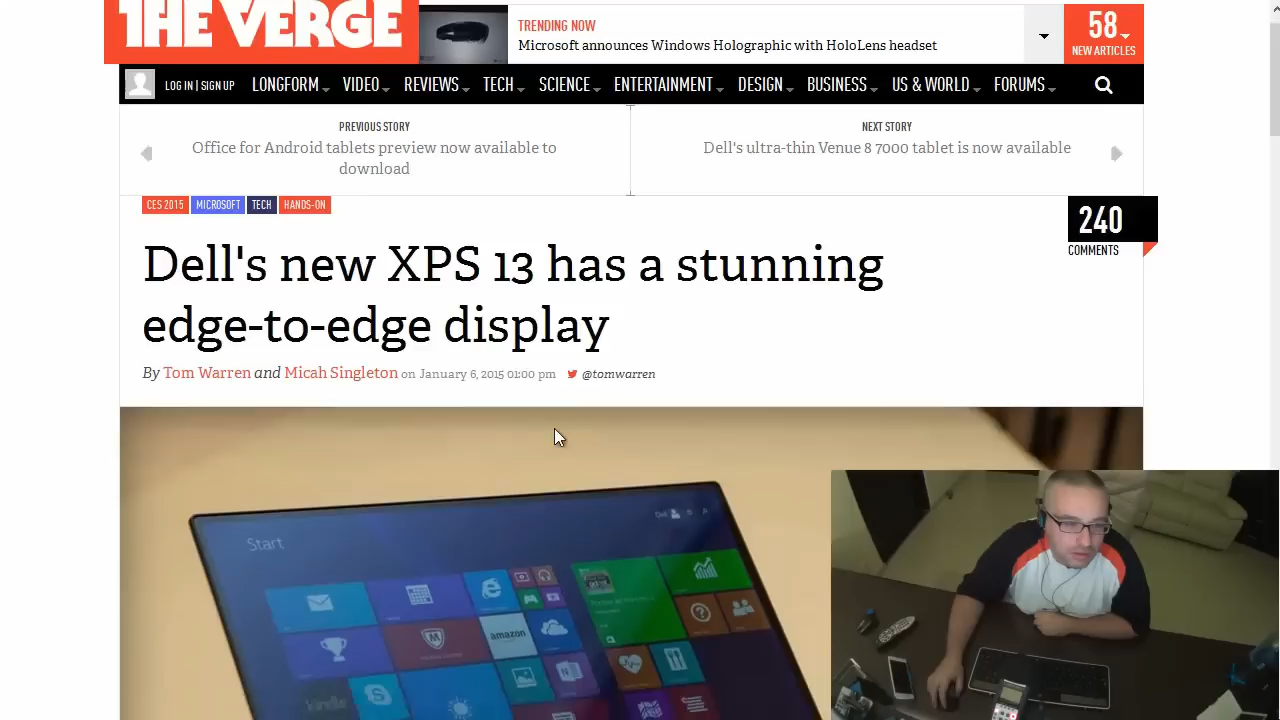 THE VERGE
TRENDING NOW
Microsoft announces Windows Holographic with HoloLens headset
58
NEW ARTICLES
LOG IN | SIGN UP
LONGFORM
VIDEO
REVIEWS
TECH
SCIENCE
ENTERTAINMENT
DESIGN
BUSINESS
US & WORLD
FORUMS
PREVIOUS STORY
Office for Android tablets preview now available to
download
NEXT STORY
Dell's ultra-thin Venue 8 7000 tablet is now available
CES 2015
MICROSOFT
TECH
HANDS-ON
240
COMMENTS
Dell's new XPS 13 has a stunning
edge-to-edge display
By Tom Warren and Micah Singleton on January 6, 2015 01:00 pm
@tomwarren
Start
amazon